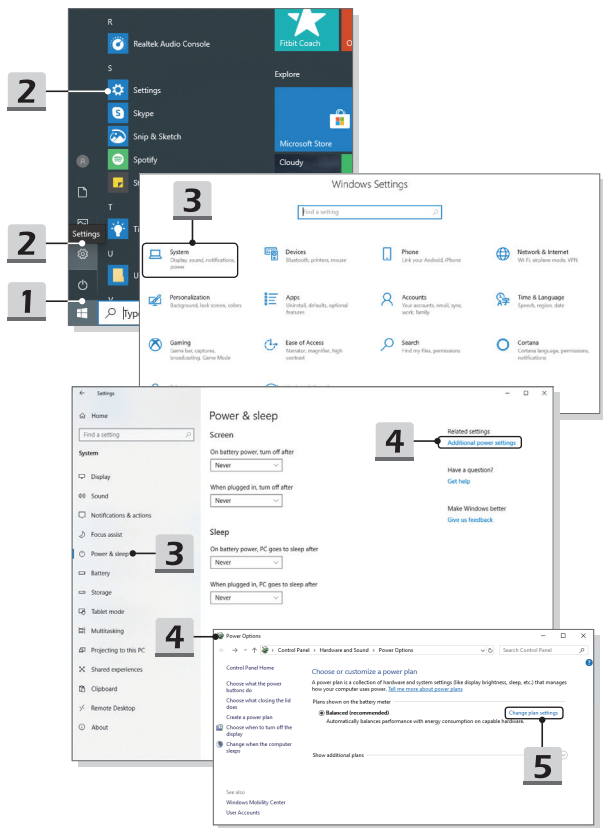 R
Realtek Audio Console
Fitbit Coach
S
Explore
2
Settings
Skype
Snip & Sketch
Microsoft Store
Spotify
Cloudy
T
Settings
2
U
1
Windows Settings
3
Find a setting
System
Display, sound, notifications,
power
Devices
Bluetooth, printers, mouse
Phone
Link your Android, iPhone
Network & Internet
Wi-Fi, airplane mode, VPN
Personalization
Background, lock screen, colors
Apps
Uninstall, defaults, optional
features
Accounts
Your accounts, email, sync,
work, family
Time & Language
Speech, region, date
Gaming
Game bar, captures,
broadcasting, Game Mode
Ease of Access
Narrator, magnifier, high
contrast
Search
Find my files, permissions
Cortana
Cortana language, permissions,
notifications
Settings
Home
Find a setting
System
Display
Sound
Notifications & actions
Focus assist
Power & sleep
3
Battery
Storage
Tablet mode
Multitasking
Projecting to this PC
Shared experiences
Clipboard
Remote Desktop
About
Power & sleep
Screen
On battery power, turn off after
Never
When plugged in, turn off after
Never
Sleep
On battery power, PC goes to sleep after
Never
When plugged in, PC goes to sleep after
Never
4
Related settings
Additional power settings
Have a question?
Get help
Make Windows better
Give us feedback
4
Power Options
Control Panel › Hardware and Sound › Power Options
Search Control Panel
Control Panel Home
Choose what the power
buttons do
Choose what closing the lid
does
Create a power plan
Choose when to turn off the
display
Change when the computer
sleeps
See also
Windows Mobility Center
User Accounts
Choose or customize a power plan
A power plan is a collection of hardware and system settings (like display brightness, sleep, etc.) that manages
how your computer uses power. Tell me more about power plans
Plans shown on the battery meter
Balanced (recommended)
Change plan settings
Automatically balances performance with energy consumption on capable hardware.
Show additional plans
5